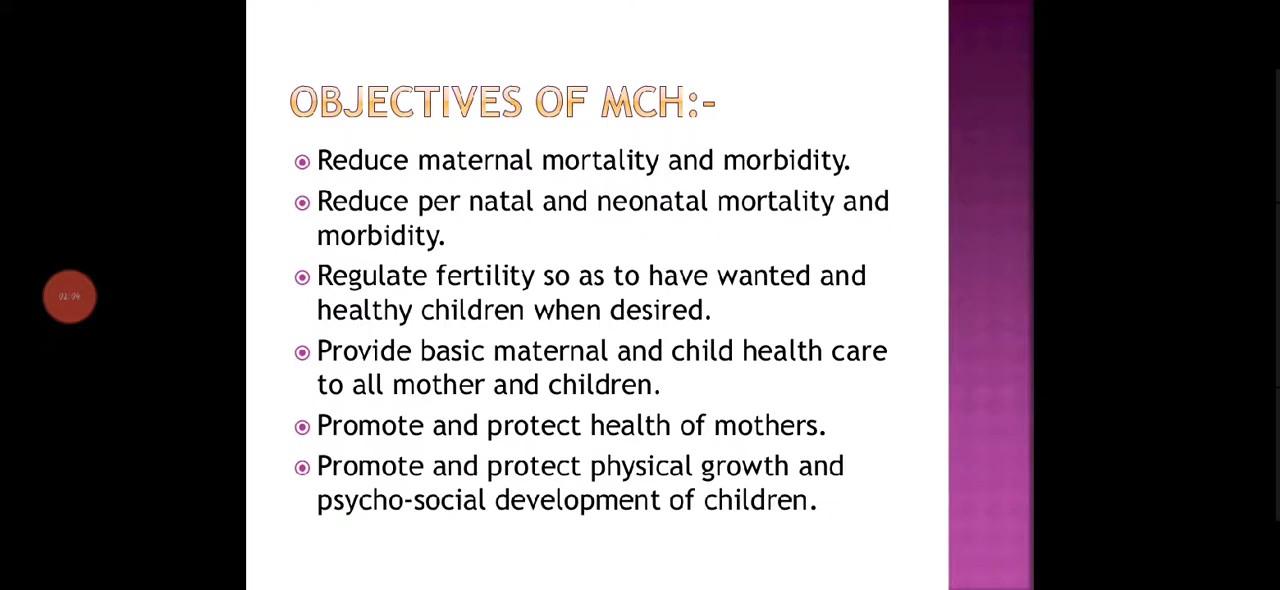 OBJECTIVES OF MCH:-
Reduce maternal mortality and morbidity.
Reduce per natal and neonatal mortality and
morbidity.
Regulate fertility so as to have wanted and
healthy children when desired.
Provide basic maternal and child health care
to all mother and children.
Promote and protect health of mothers.
Promote and protect physical growth and
psycho-social development of children.